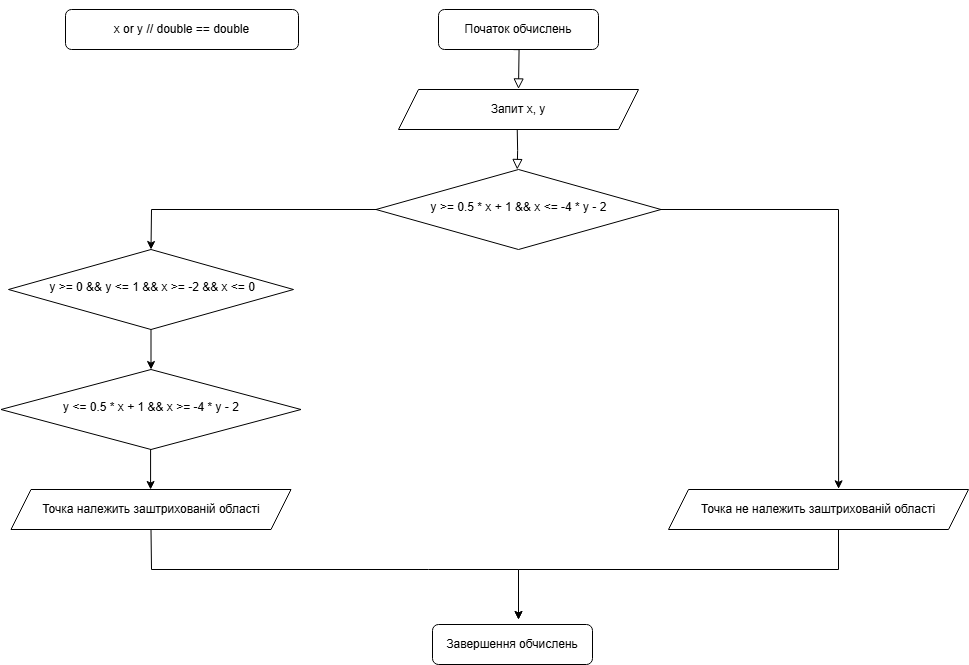 x or y // double == double
Початок обчислень
Запит x, y
y >= 0.5 * x + 1 && x <= -4 * y - 2
y >= 0 && y <= 1 && x >= -2 && x <= 0
y <= 0.5 * x + 1 && x >= -4 * y - 2
Точка належить заштрихованій області
Точка не належить заштрихованій області
Завершення обчислень